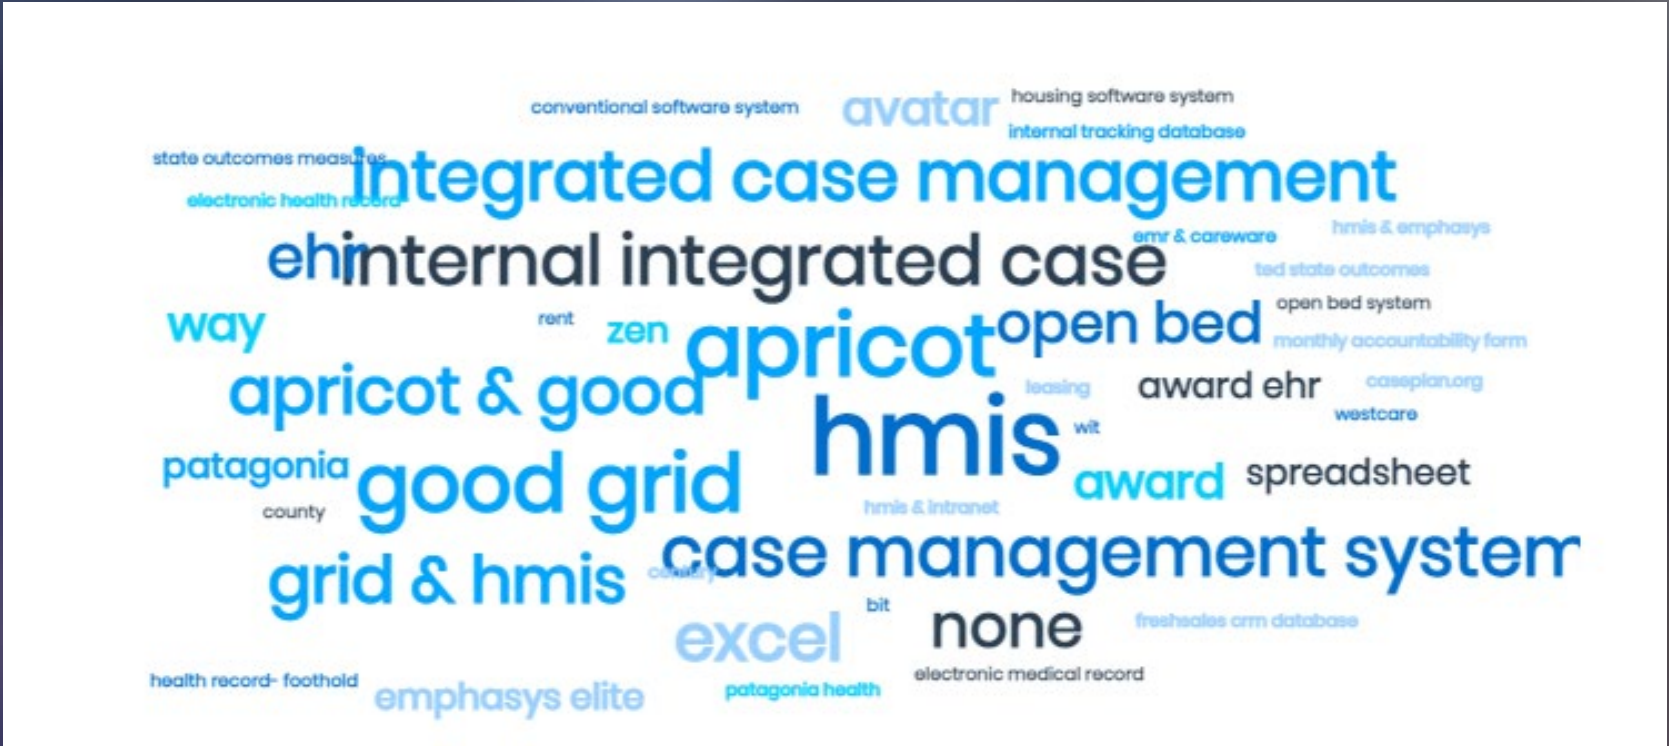 conventional software system
avatar
housing software system
internal tracking database
state outcomes measures
integrated case management
electronic health record
hmis & emphasys
emr & careware
ehr
internal integrated case
ted state outcomes
open bed system
way
rent
zen
apricot
open bed
monthly accountability form
apricot & good
leasing
award ehr
caseplan.org
westcare
hmis
wit
patagonia
good grid
award
spreadsheet
county
hmis & intranet
case management system
century
grid & hmis
bit
excel
none
freshsales crm database
electronic medical record
health record- foothold
emphasys elite
patagonia health